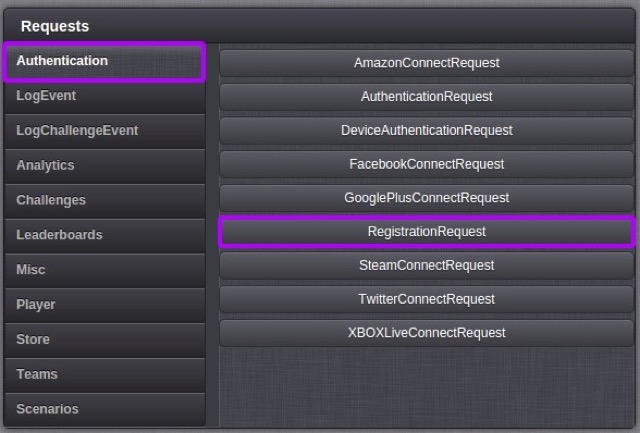 Requests
Authentication
LogEvent
LogChallengeEvent
Analytics
Challenges
Leaderboards
Misc
Player
Store
Teams
Scenarios
AmazonConnectRequest
AuthenticationRequest
DeviceAuthenticationRequest
FacebookConnectRequest
GooglePlusConnectRequest
RegistrationRequest
SteamConnectRequest
TwitterConnectRequest
XBOXLiveConnectRequest